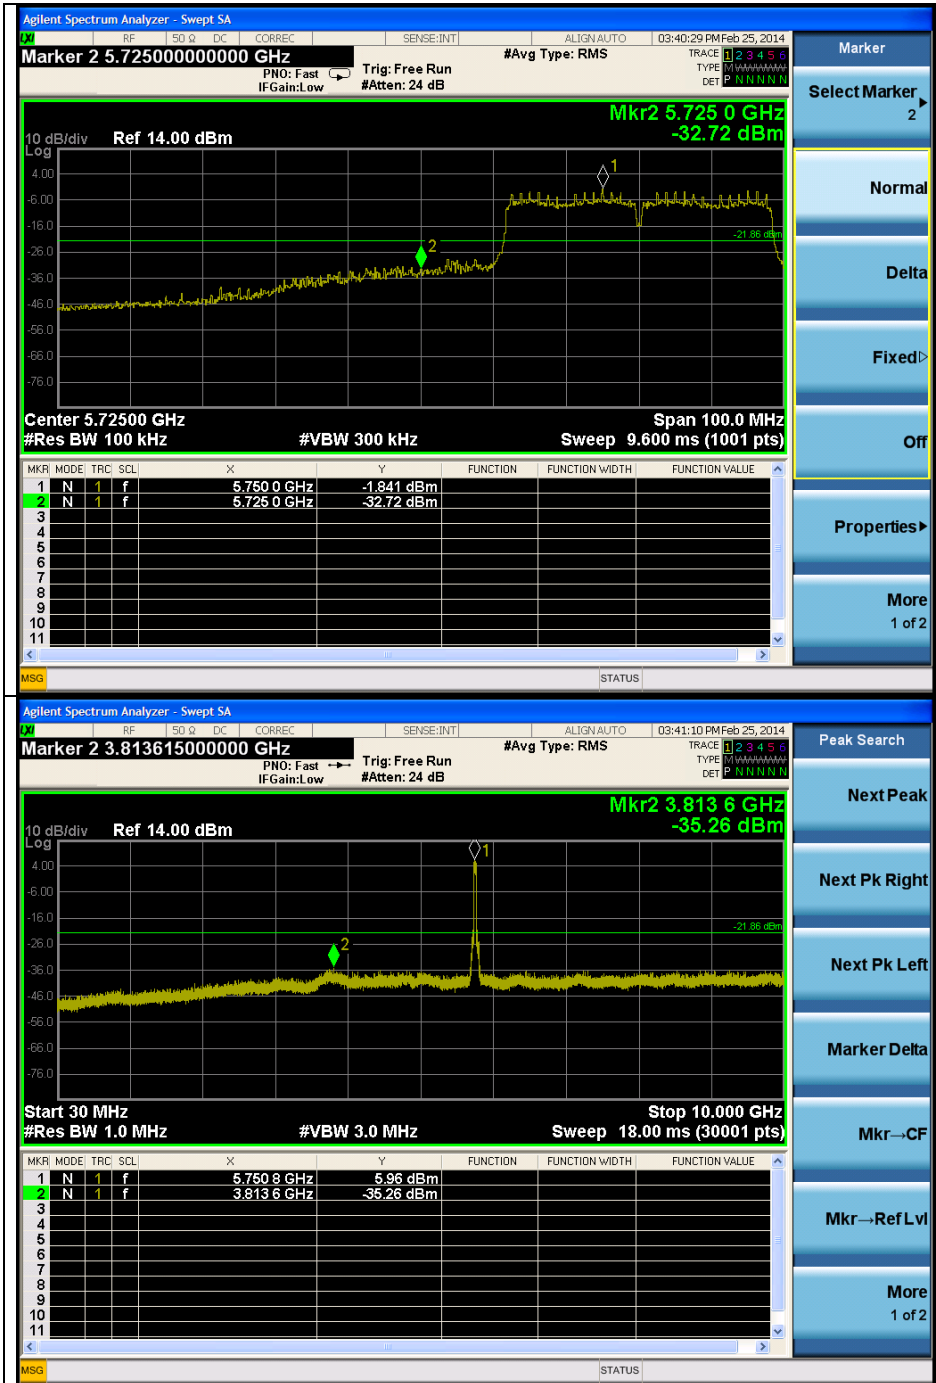 Agilent Spectrum Analyzer - Swept SA
LXI RF 50 Ω DC CORREC SENSE:INT ALIGN AUTO 03:40:29 PM Feb 25, 2014
Marker 2 5.725000000000 GHz #Avg Type: RMS TRACE 1 2 3 4 5 6
PNO: Fast Trig: Free Run TYPE M WWWWW
IFGain:Low #Atten: 24 dB DET P N N N N N
Mkr2 5.725 0 GHz
-32.72 dBm
10 dB/div Ref 14.00 dBm
Log
4.00
-6.00
-16.0
-26.0
-36.0
-46.0
-56.0
-66.0
-76.0
1
2
-21.86 dBm
Center 5.72500 GHz Span 100.0 MHz
#Res BW 100 kHz #VBW 300 kHz Sweep 9.600 ms (1001 pts)
MKR MODE TRC SCL X Y FUNCTION FUNCTION WIDTH FUNCTION VALUE
1 N 1 f 5.750 0 GHz -1.841 dBm
2 N 1 f 5.725 0 GHz -32.72 dBm
3
4
5
6
7
8
9
10
11
MSG STATUS
Marker
Select Marker
2
Normal
Delta
Fixed
Off
Properties
More
1 of 2
Agilent Spectrum Analyzer - Swept SA
LXI RF 50 Ω DC CORREC SENSE:INT ALIGN AUTO 03:41:10 PM Feb 25, 2014
Marker 2 3.813615000000 GHz #Avg Type: RMS TRACE 1 2 3 4 5 6
PNO: Fast Trig: Free Run TYPE M WWWWW
IFGain:Low #Atten: 24 dB DET P N N N N N
Mkr2 3.813 6 GHz
-35.26 dBm
10 dB/div Ref 14.00 dBm
Log
4.00
-6.00
-16.0
-26.0
-36.0
-46.0
-56.0
-66.0
-76.0
1
2
-21.86 dBm
Start 30 MHz Stop 10.000 GHz
#Res BW 1.0 MHz #VBW 3.0 MHz Sweep 18.00 ms (30001 pts)
MKR MODE TRC SCL X Y FUNCTION FUNCTION WIDTH FUNCTION VALUE
1 N 1 f 5.750 8 GHz 5.96 dBm
2 N 1 f 3.813 6 GHz -35.26 dBm
3
4
5
6
7
8
9
10
11
MSG STATUS
Peak Search
Next Peak
Next Pk Right
Next Pk Left
Marker Delta
Mkr→CF
Mkr→Ref Lvl
More
1 of 2